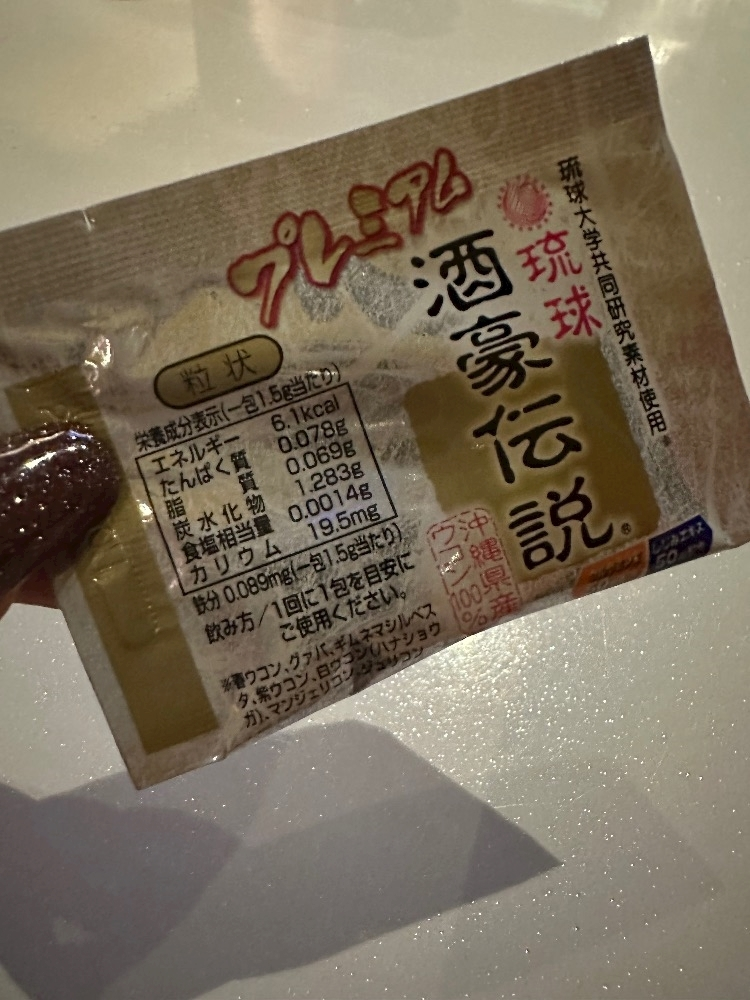 琉球大学共同研究素材使用※
琉球
プレミアム
酒豪伝説®
沖縄県産
ウコン100%
粒状
栄養成分表示(一包1.5g当たり)
エネルギー 6.1kcal
たんぱく質 0.078g
脂質 0.069g
炭水化物 1.283g
食塩相当量 0.0014g
カリウム 19.5mg
鉄分 0.089mg(一包1.5g当たり)
飲み方/1回に1包を目安に
ご使用ください。
※春ウコン、グァバ、ギムネマシルベス
タ、紫ウコン、白ウコン(ハナショウ
ガ)、マンジェリコン
しじみエキス